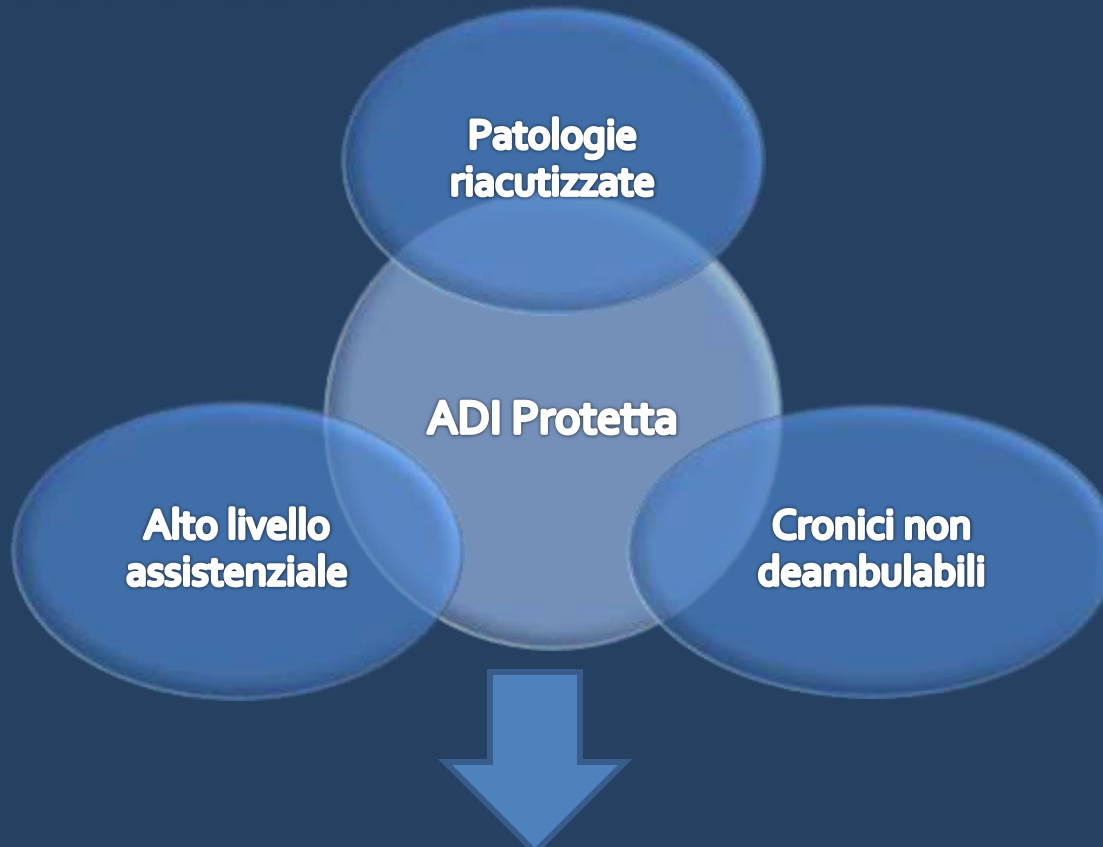 Patologie
riacutizzate
ADI Protetta
Alto livello
assistenziale
Cronici non
deambulabili